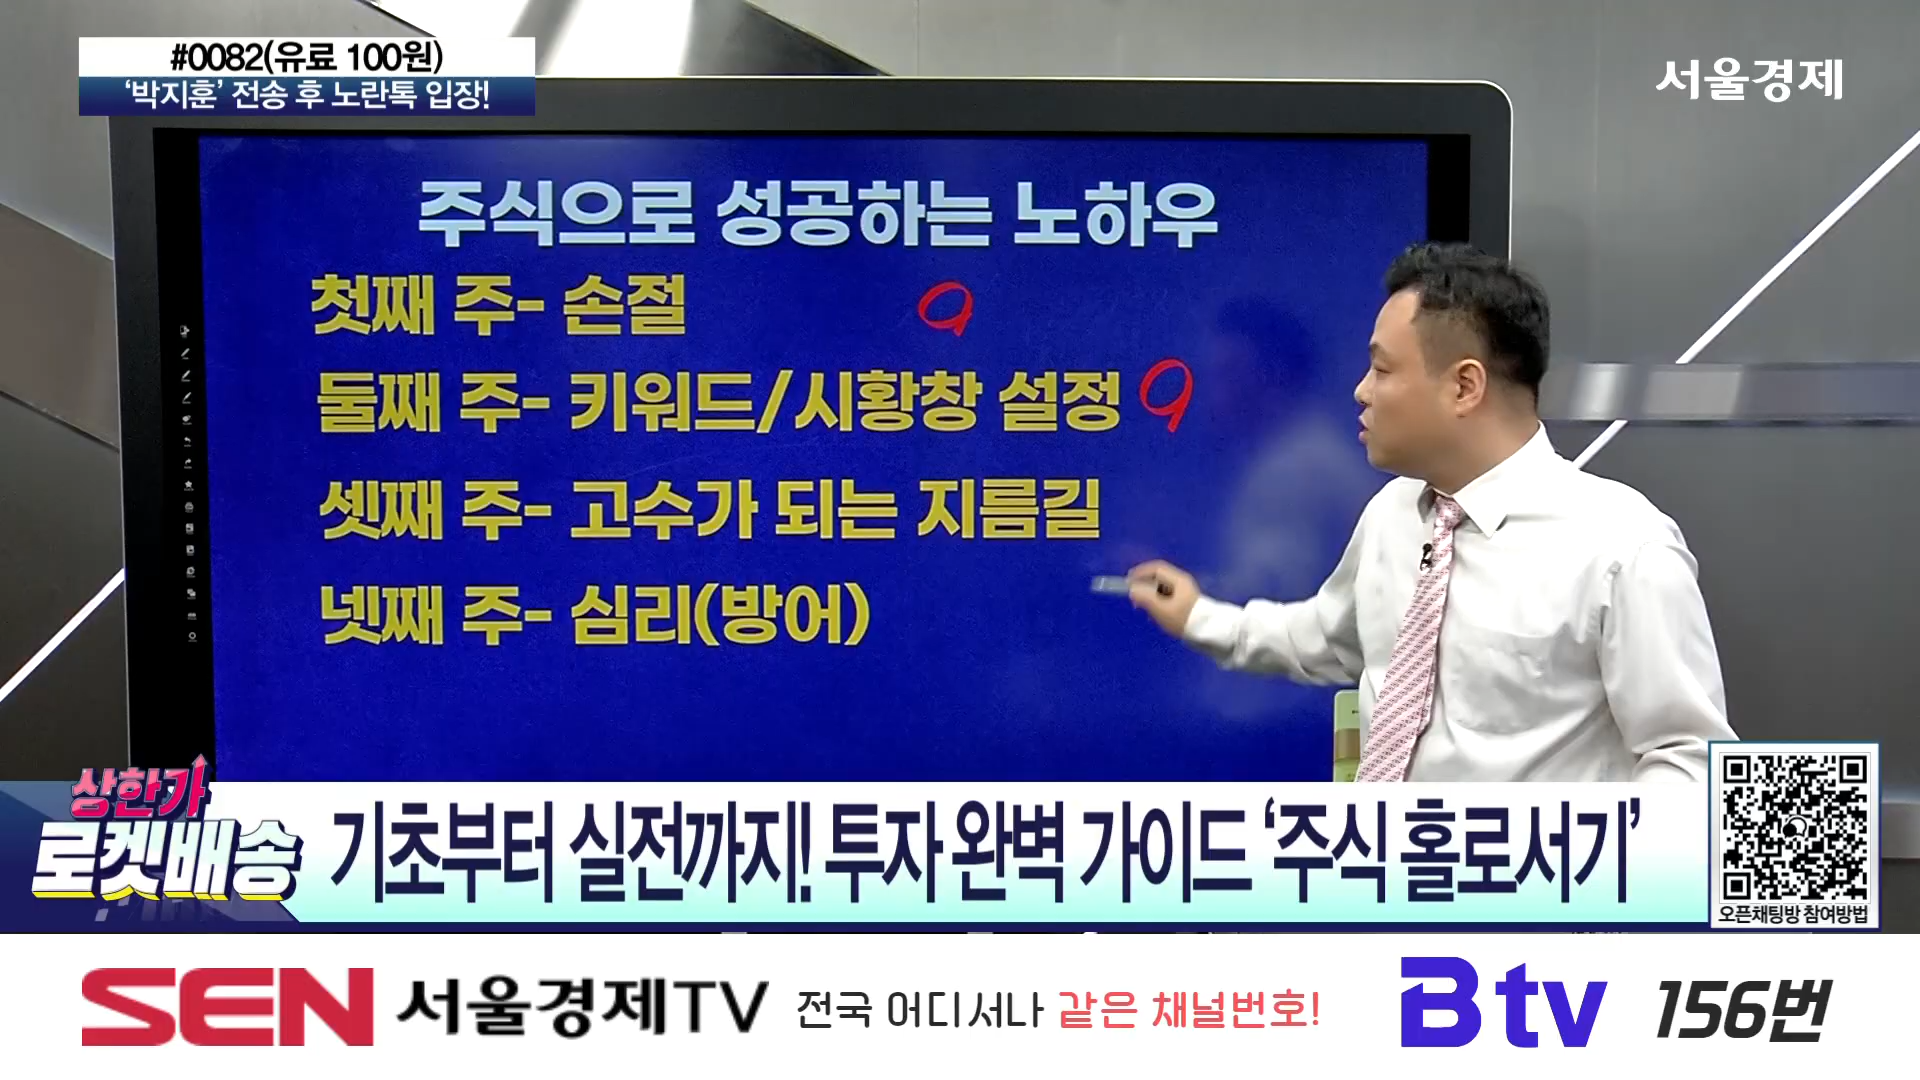 #0082(유료 100원)
‘박지훈’ 전송 후 노란톡 입장!
서울경제
주식으로 성공하는 노하우
첫째 주- 손절
둘째 주- 키워드/시황창 설정
셋째 주- 고수가 되는 지름길
넷째 주- 심리(방어)
상한가
로켓배송
기초부터 실전까지! 투자 완벽 가이드 ‘주식 홀로서기’
오픈채팅방 참여방법
SEN 서울경제TV 전국 어디서나 같은 채널번호! B tv 156번